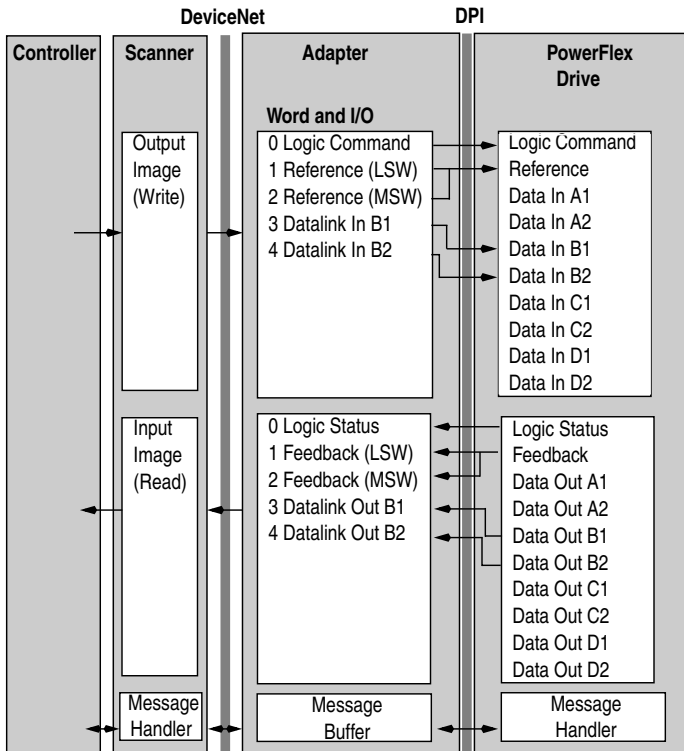 DeviceNet
DPI
Controller
Scanner
Adapter
PowerFlex
Drive
Word and I/O
Output
Image
(Write)
0 Logic Command
1 Reference (LSW)
2 Reference (MSW)
3 Datalink In B1
4 Datalink In B2
Logic Command
Reference
Data In A1
Data In A2
Data In B1
Data In B2
Data In C1
Data In C2
Data In D1
Data In D2
Input
Image
(Read)
0 Logic Status
1 Feedback (LSW)
2 Feedback (MSW)
3 Datalink Out B1
4 Datalink Out B2
Logic Status
Feedback
Data Out A1
Data Out A2
Data Out B1
Data Out B2
Data Out C1
Data Out C2
Data Out D1
Data Out D2
Message
Handler
Message
Buffer
Message
Handler